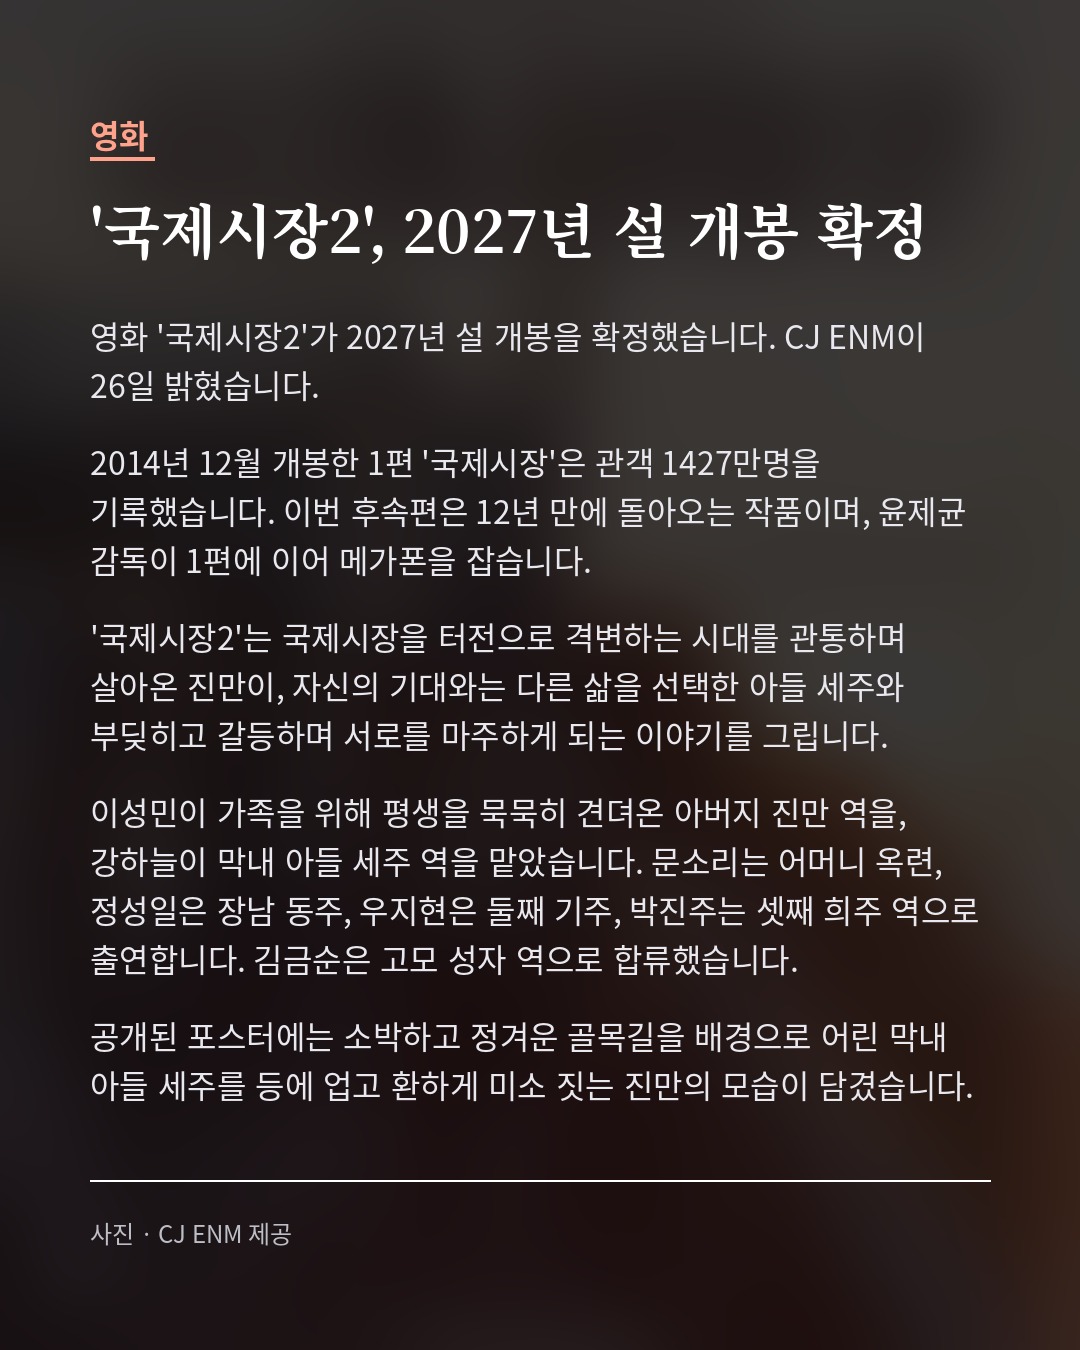 영화
'국제시장2', 2027년 설 개봉 확정
영화 '국제시장2'가 2027년 설 개봉을 확정했습니다. CJ ENM이
26일 밝혔습니다.
2014년 12월 개봉한 1편 '국제시장'은 관객 1427만명을
기록했습니다. 이번 후속편은 12년 만에 돌아오는 작품이며, 윤제균
감독이 1편에 이어 메가폰을 잡습니다.
'국제시장2'는 국제시장을 터전으로 격변하는 시대를 관통하며
살아온 진만이, 자신의 기대와는 다른 삶을 선택한 아들 세주와
부딪히고 갈등하며 서로를 마주하게 되는 이야기를 그립니다.
이성민이 가족을 위해 평생을 묵묵히 견뎌온 아버지 진만 역을,
강하늘이 막내 아들 세주 역을 맡았습니다. 문소리는 어머니 옥련,
정성일은 장남 동주, 우지현은 둘째 기주, 박진주는 셋째 희주 역으로
출연합니다. 김금순은 고모 성자 역으로 합류했습니다.
공개된 포스터에는 소박하고 정겨운 골목길을 배경으로 어린 막내
아들 세주를 등에 업고 환하게 미소 짓는 진만의 모습이 담겼습니다.
사진 · CJ ENM 제공